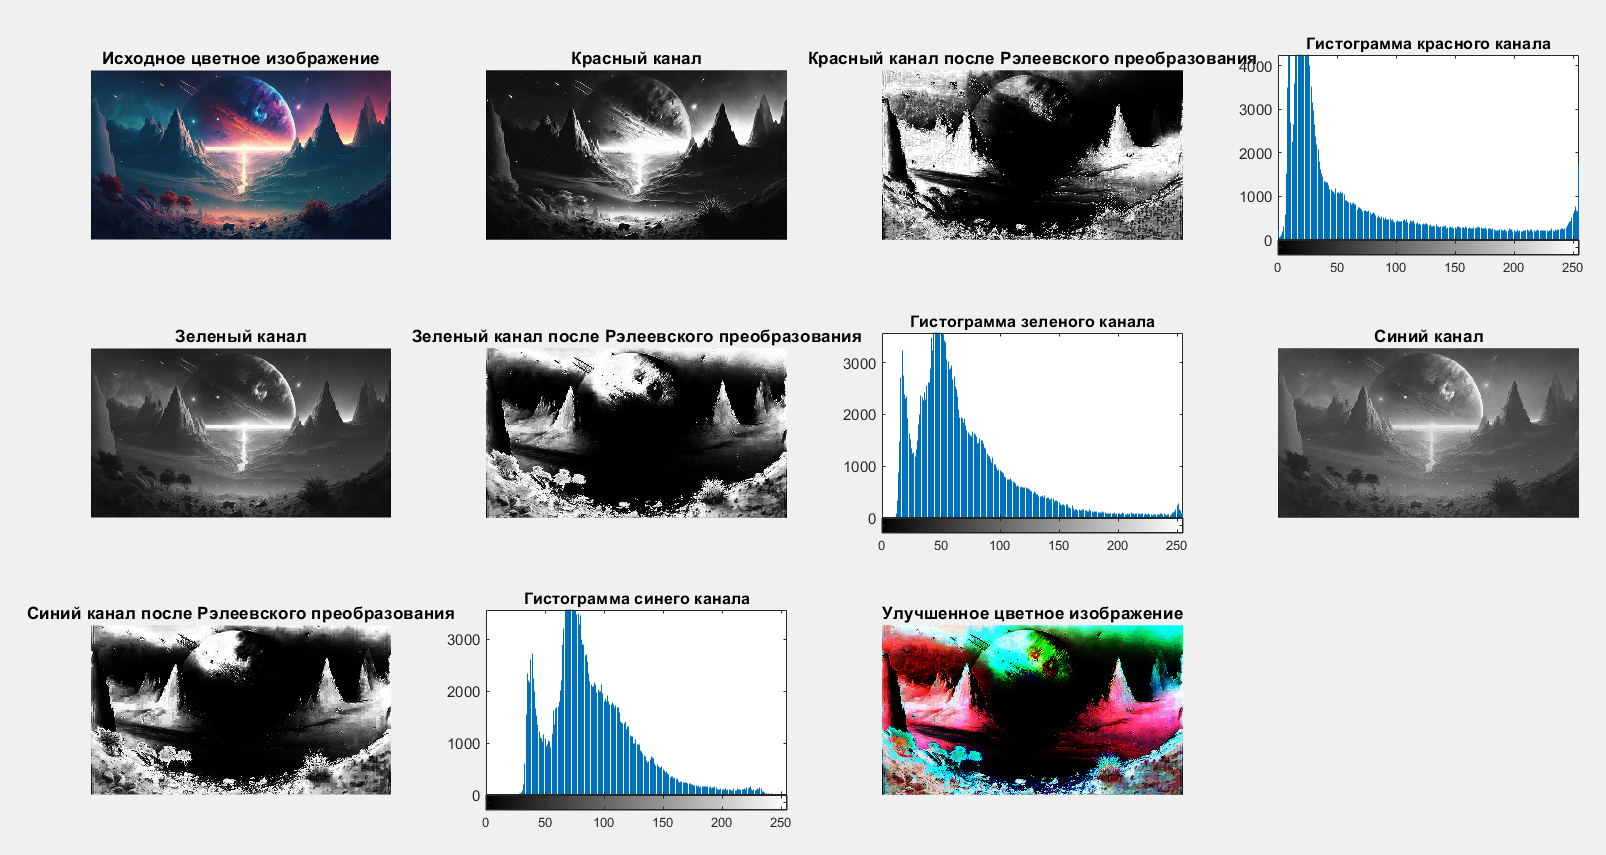 Исходное цветное изображение
Красный канал
Красный канал после Рэлеевского преобразования
Гистограмма красного канала
4000
3000
2000
1000
0
0 50 100 150 200 250
Зеленый канал
Зеленый канал после Рэлеевского преобразования
Гистограмма зеленого канала
3000
2000
1000
0
0 50 100 150 200 250
Синий канал
Синий канал после Рэлеевского преобразования
Гистограмма синего канала
3000
2000
1000
0
0 50 100 150 200 250
Улучшенное цветное изображение